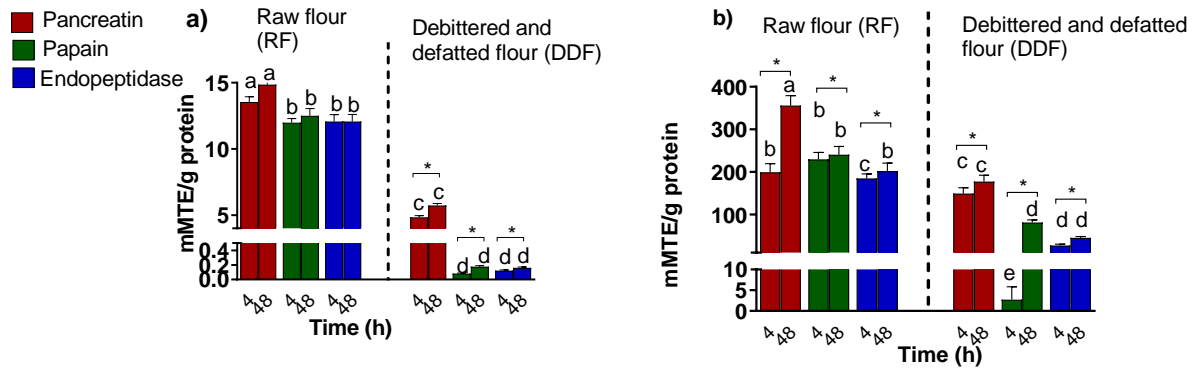 Pancreatin
Papain
Endopeptidase
a)
Raw flour
(RF)
Debittered and
defatted flour (DDF)
mMTE/g protein
15
10
5
0.4
0.2
0.0
a a b b b b
* c c
* d d
* d d
4 48 4 48 4 48 4 48 4 48 4 48
Time (h)
b)
Raw flour (RF)
Debittered and defatted
flour (DDF)
mMTE/g protein
400
300
200
100
10
5
0
* b a
* b b
* c b
* c c
* e d
* d d
4 48 4 48 4 48 4 48 4 48 4 48
Time (h)